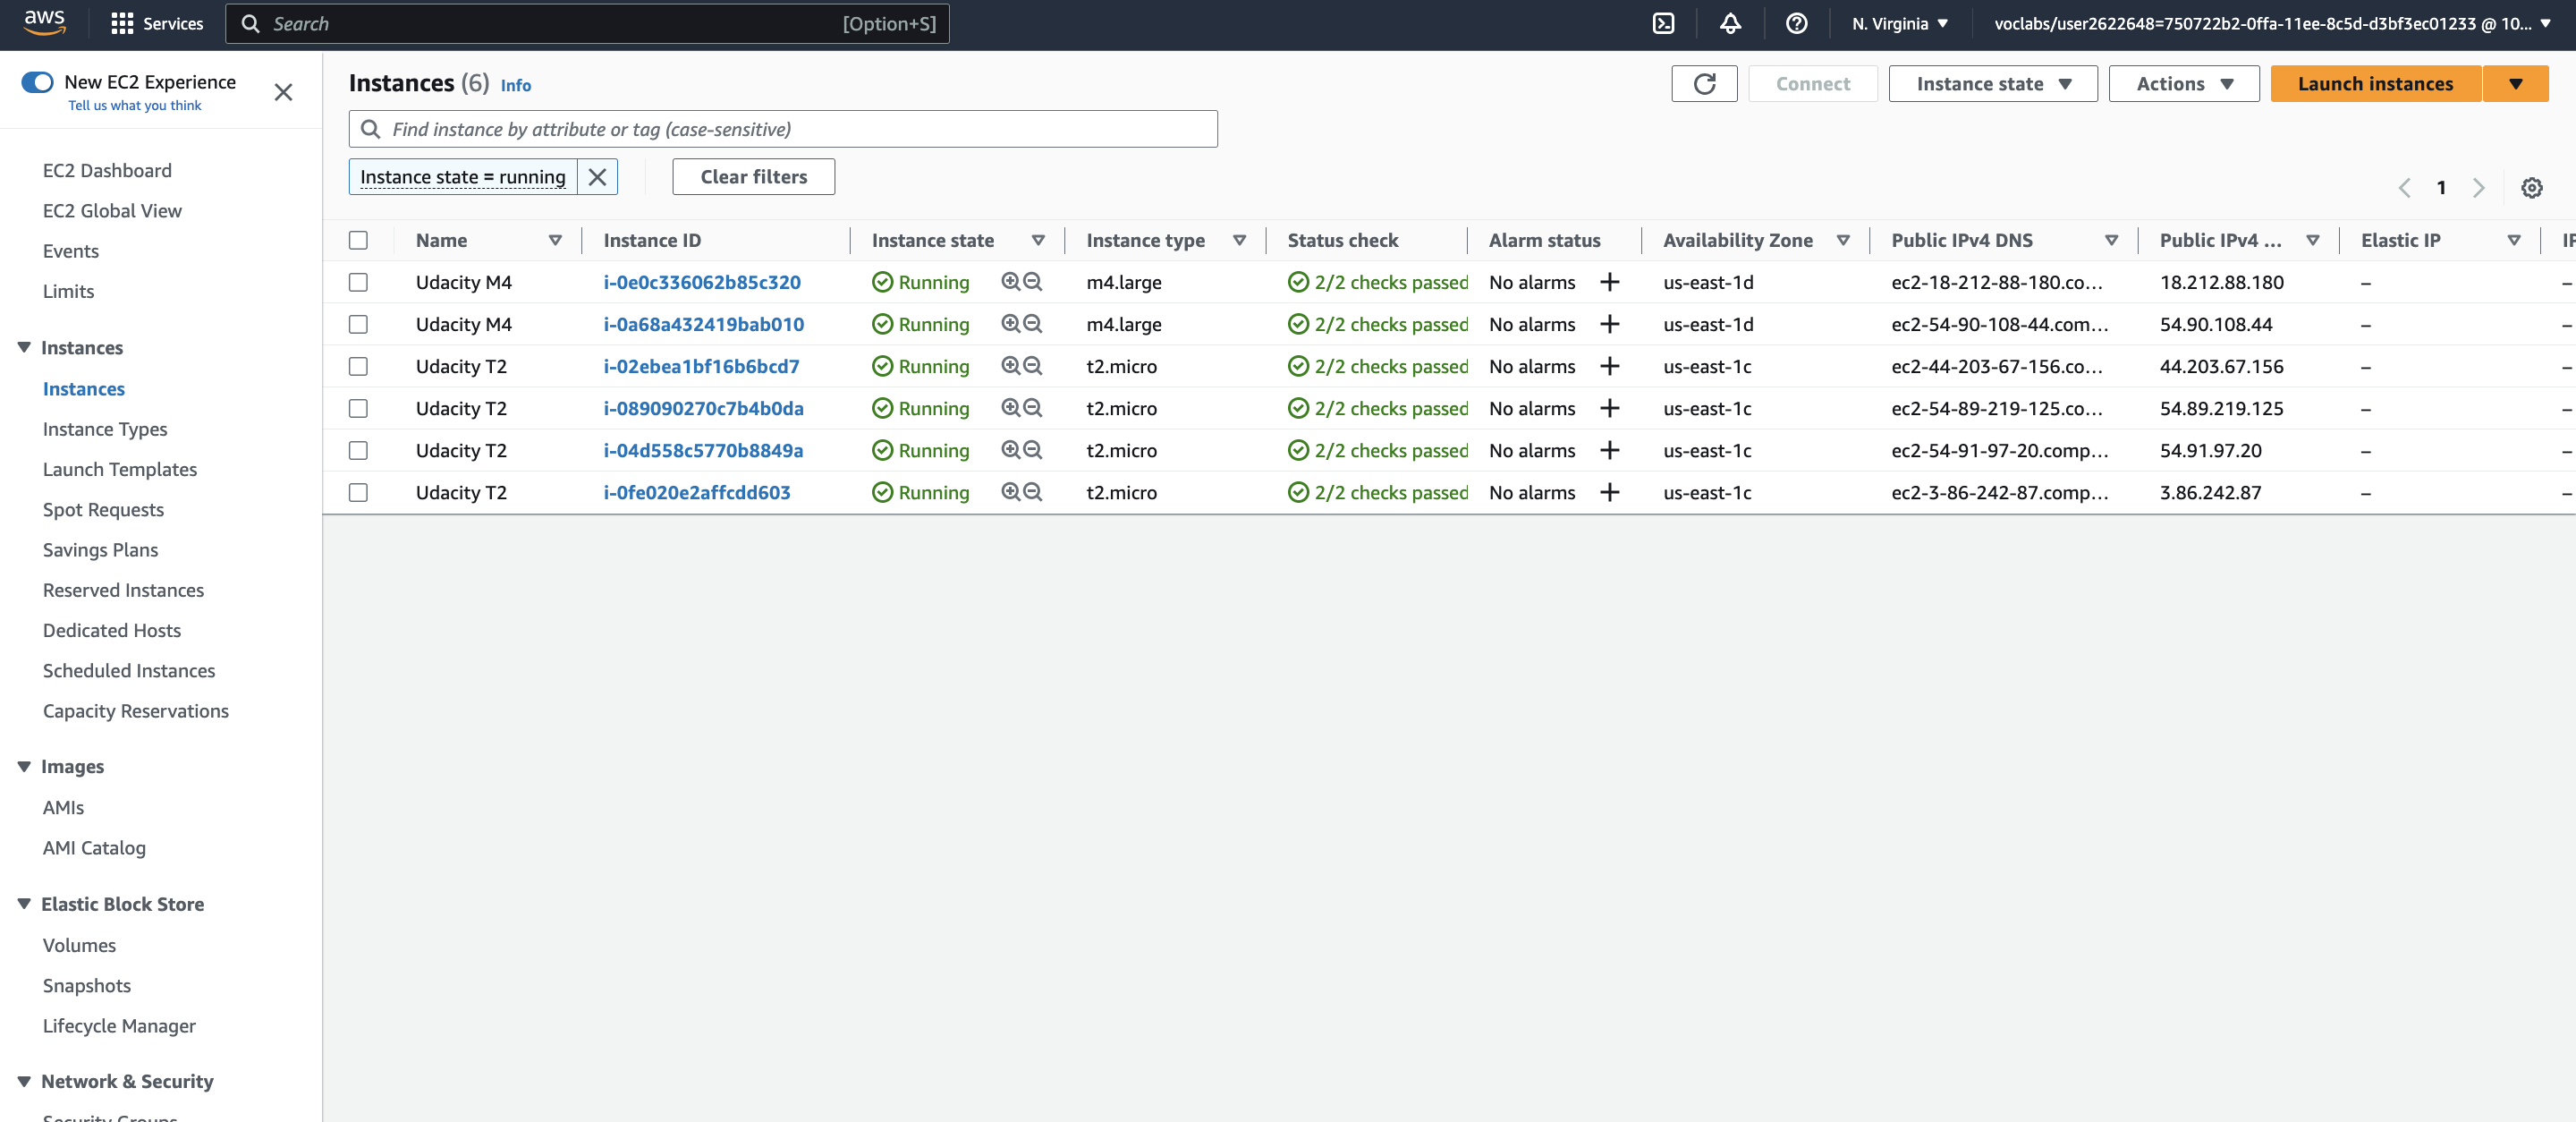 aws Services Search [Option+S] N. Virginia voclabs/user2622648=750722b2-0ffa-11ee-8c5d-d3bf3ec01233 @ 10...
New EC2 Experience
Tell us what you think
EC2 Dashboard
EC2 Global View
Events
Limits
Instances
Instances
Instance Types
Launch Templates
Spot Requests
Savings Plans
Reserved Instances
Dedicated Hosts
Scheduled Instances
Capacity Reservations
Images
AMIs
AMI Catalog
Elastic Block Store
Volumes
Snapshots
Lifecycle Manager
Network & Security
Security Groups
Instances (6) Info Connect Instance state Actions Launch instances
Find instance by attribute or tag (case-sensitive)
Instance state = running Clear filters
1
Name Instance ID Instance state Instance type Status check Alarm status Availability Zone Public IPv4 DNS Public IPv4 ... Elastic IP
Udacity M4 i-0e0c336062b85c320 Running m4.large 2/2 checks passed No alarms + us-east-1d ec2-18-212-88-180.co... 18.212.88.180 – –
Udacity M4 i-0a68a432419bab010 Running m4.large 2/2 checks passed No alarms + us-east-1d ec2-54-90-108-44.com... 54.90.108.44 – –
Udacity T2 i-02ebea1bf16b6bcd7 Running t2.micro 2/2 checks passed No alarms + us-east-1c ec2-44-203-67-156.co... 44.203.67.156 – –
Udacity T2 i-089090270c7b4b0da Running t2.micro 2/2 checks passed No alarms + us-east-1c ec2-54-89-219-125.co... 54.89.219.125 – –
Udacity T2 i-04d558c5770b8849a Running t2.micro 2/2 checks passed No alarms + us-east-1c ec2-54-91-97-20.comp... 54.91.97.20 – –
Udacity T2 i-0fe020e2affcdd603 Running t2.micro 2/2 checks passed No alarms + us-east-1c ec2-3-86-242-87.comp... 3.86.242.87 – –